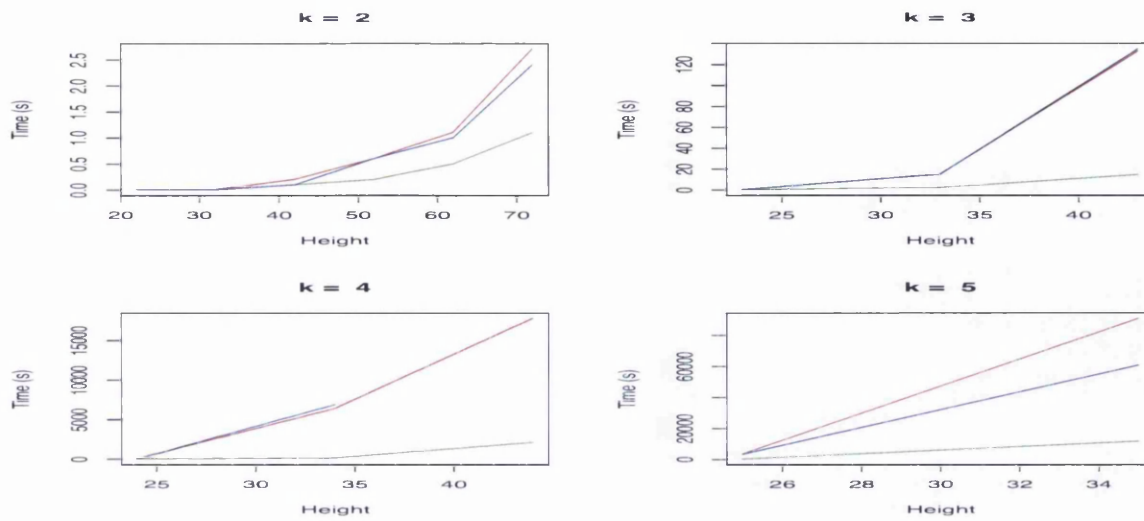 k = 2
Time (s)
0.0 0.5 1.0 1.5 2.0 2.5
20 30 40 50 60 70
Height
k = 3
Time (s)
0 20 40 60 80 120
25 30 35 40
Height
k = 4
Time (s)
0 5000 10000 15000
25 30 35 40
Height
k = 5
Time (s)
0 20000 60000
26 28 30 32 34
Height